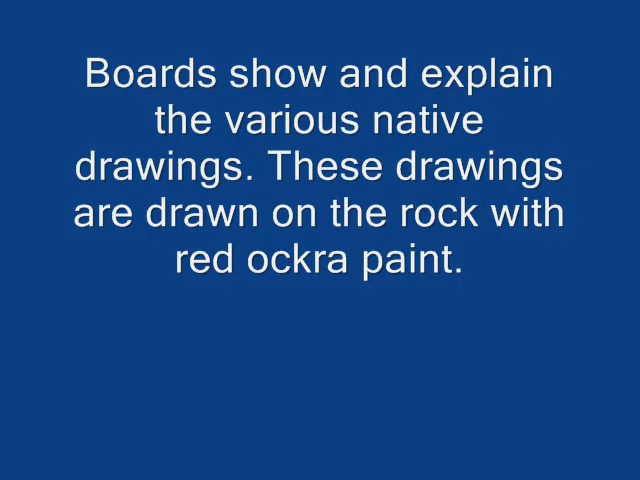 Boards show and explain
the various native
drawings. These drawings
are drawn on the rock with
red ockra paint.